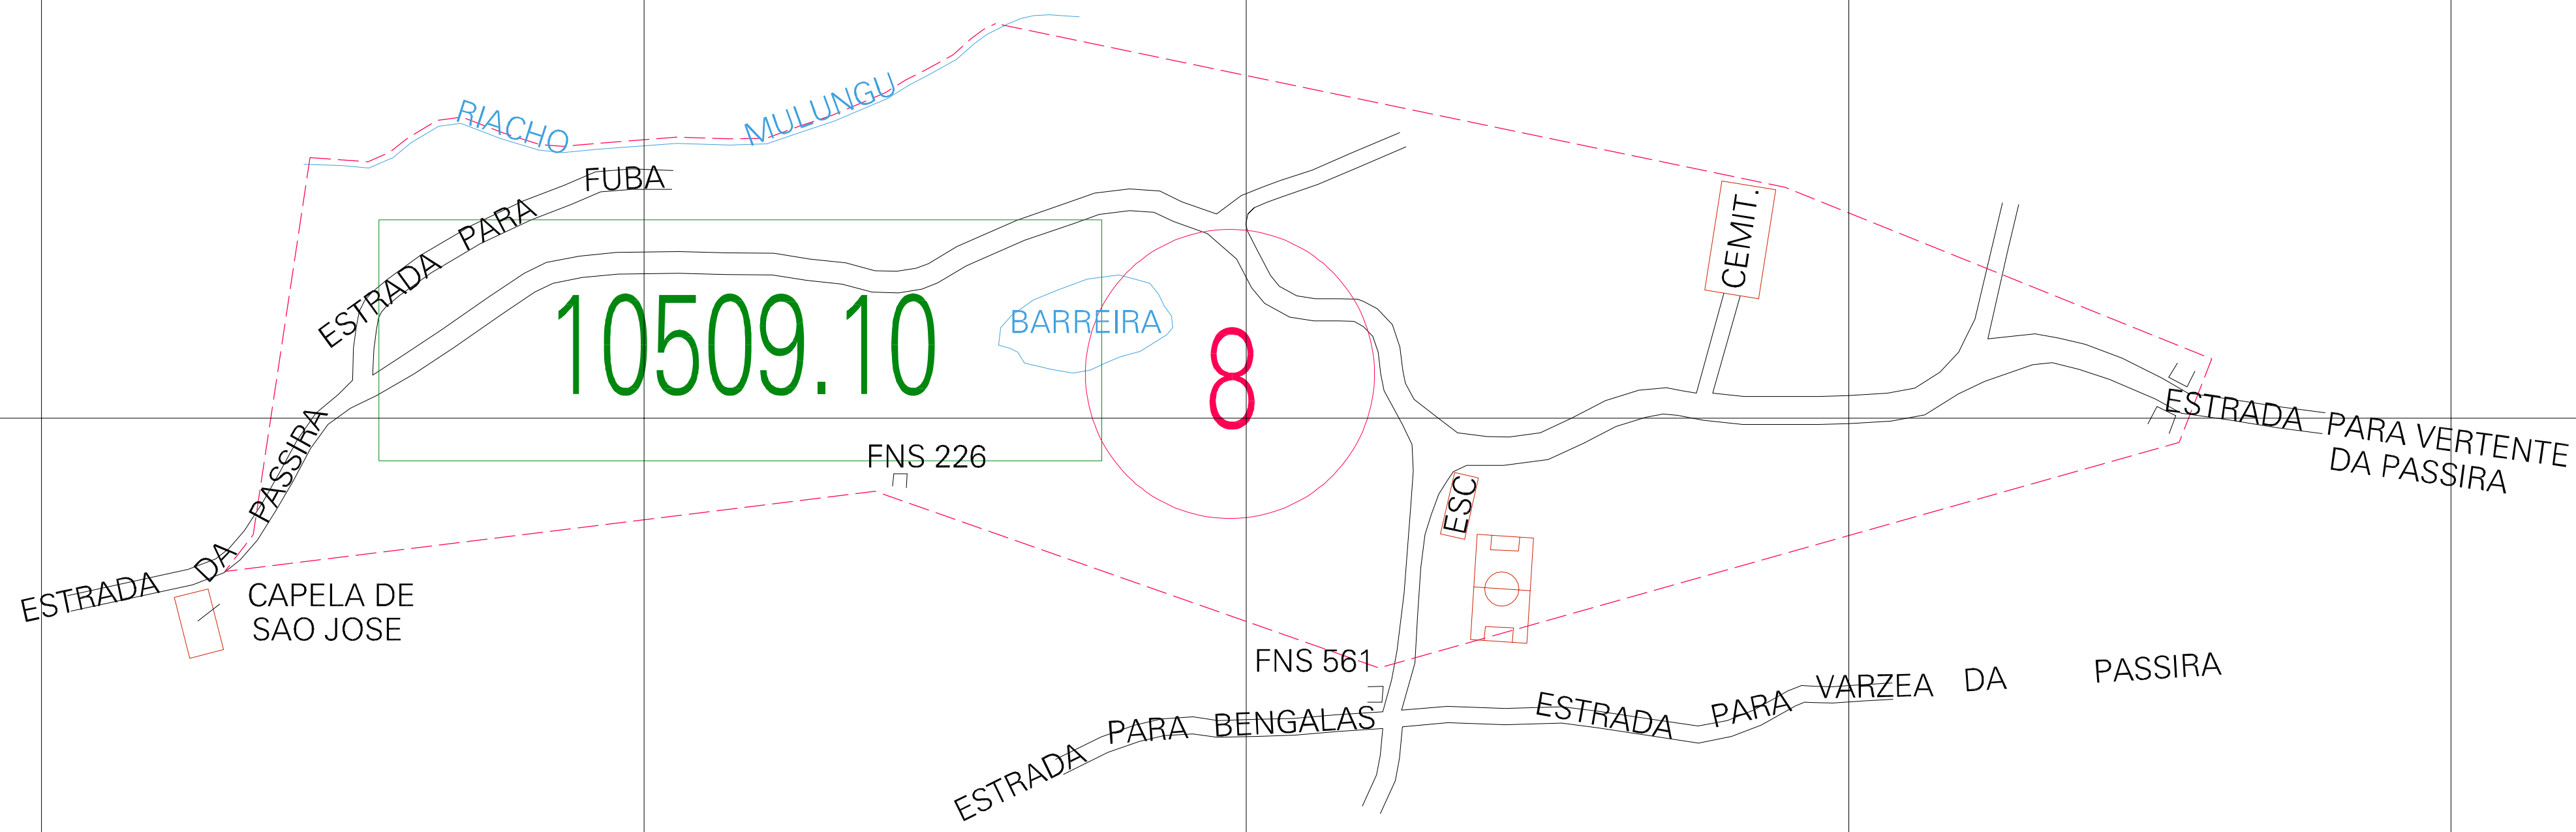 RIACHO MULUNGU
ESTRADA PARA FUBA
CEMIT.
10509.10
BARREIRA
8
ESTRADA DA PASSIRA
FNS 226
ESTRADA PARA VERTENTE
DA PASSIRA
ESC
CAPELA DE
SAO JOSE
FNS 561
ESTRADA PARA BENGALAS
ESTRADA PARA VARZEA DA PASSIRA